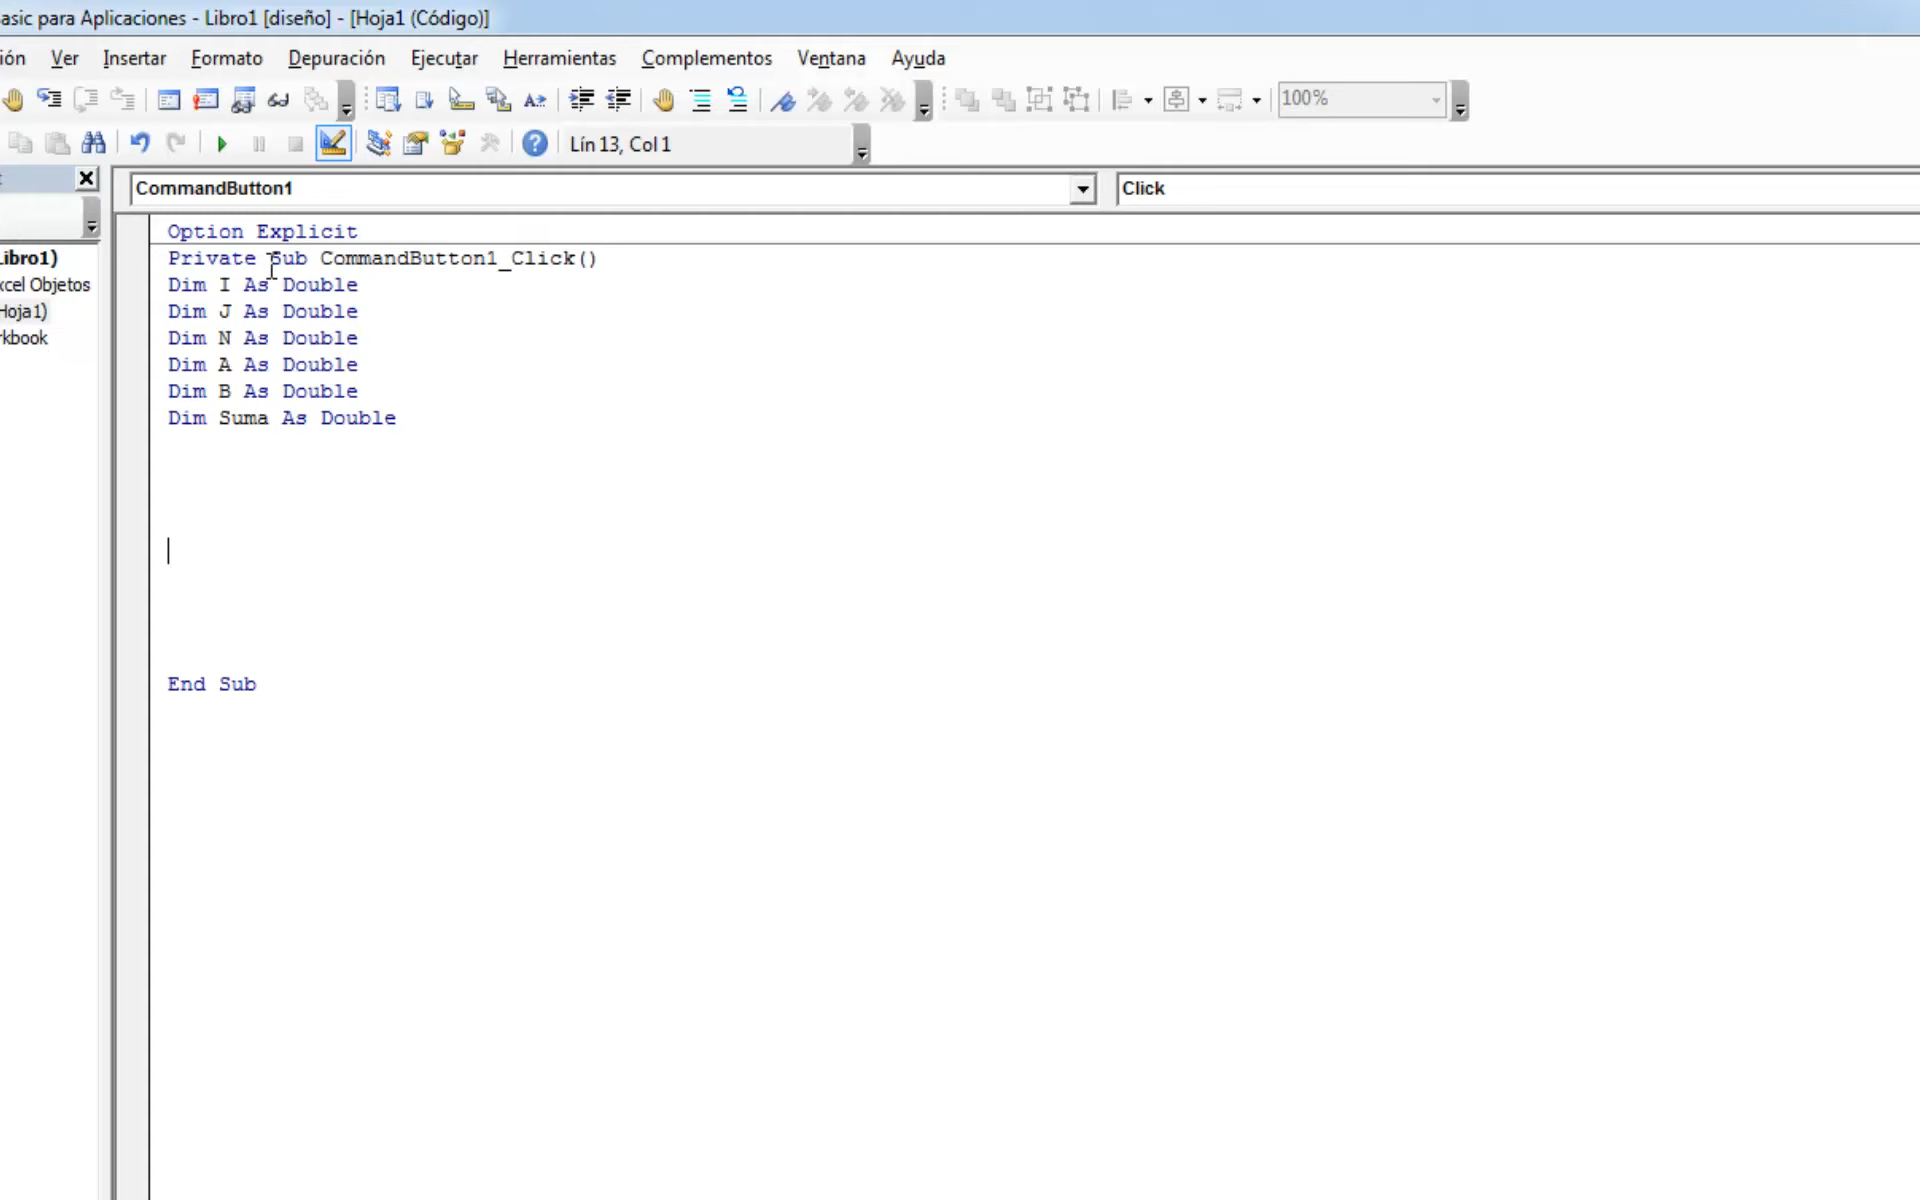 asic para Aplicaciones - Libro1 [diseño] - [Hoja1 (Código)]
ión Ver Insertar Formato Depuración Ejecutar Herramientas Complementos Ventana Ayuda
100%
Lín 13, Col 1
CommandButton1 Click
Libro1)
xcel Objetos
Hoja1)
rkbook
Option Explicit
Private Sub CommandButton1_Click()
Dim I As Double
Dim J As Double
Dim N As Double
Dim A As Double
Dim B As Double
Dim Suma As Double
End Sub